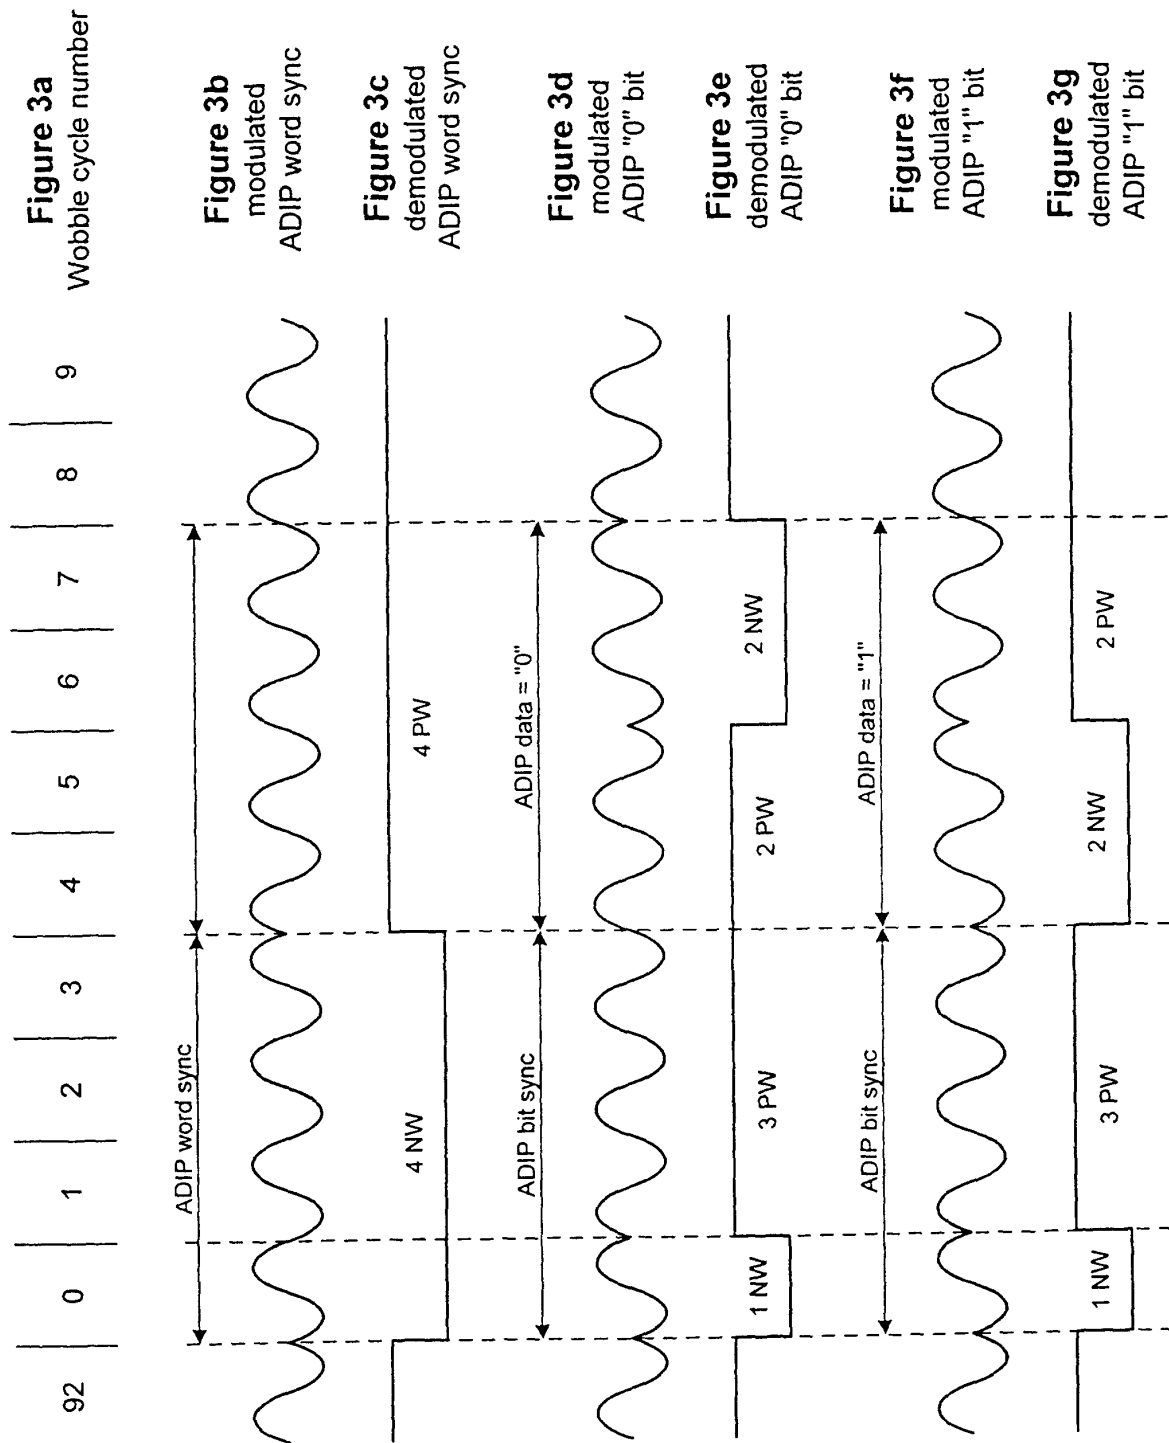 Figure 3a
Wobble cycle number
92 0 1 2 3 4 5 6 7 8 9
Figure 3b
modulated
ADIP word sync
ADIP word sync
Figure 3c
demodulated
ADIP word sync
4 NW
4 PW
Figure 3d
modulated
ADIP "0" bit
ADIP bit sync
ADIP data = "0"
Figure 3e
demodulated
ADIP "0" bit
1 NW
3 PW
2 PW
2 NW
Figure 3f
modulated
ADIP "1" bit
ADIP bit sync
ADIP data = "1"
Figure 3g
demodulated
ADIP "1" bit
1 NW
3 PW
2 NW
2 PW